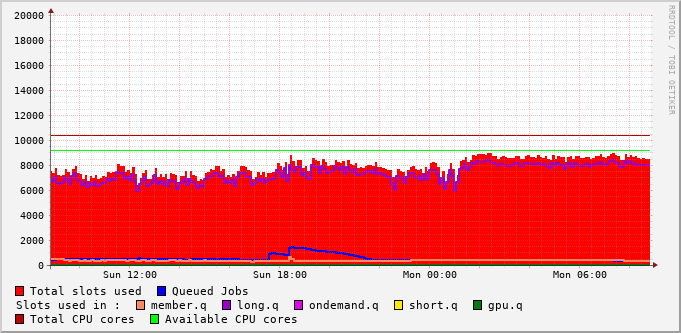 RRDTOOL / TOBI OETIKER
20000
18000
16000
14000
12000
10000
8000
6000
4000
2000
0
Sun 12:00 Sun 18:00 Mon 00:00 Mon 06:00
Total slots used Queued Jobs
Slots used in : member.q long.q ondemand.q short.q gpu.q
Total CPU cores Available CPU cores